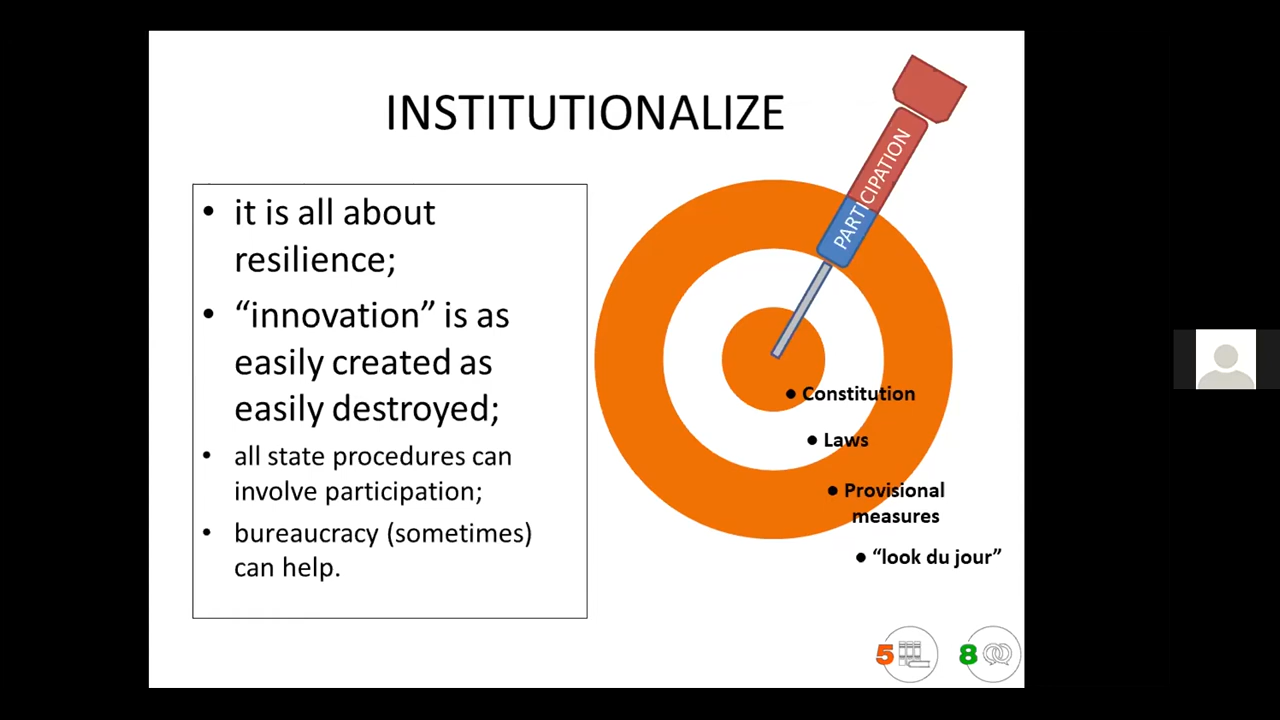 INSTITUTIONALIZE
PARTICIPATION
• it is all about
resilience;
• “innovation” is as
easily created as
easily destroyed;
• all state procedures can
involve participation;
• bureaucracy (sometimes)
can help.
• Constitution
• Laws
• Provisional
measures
• “look du jour”
5
8